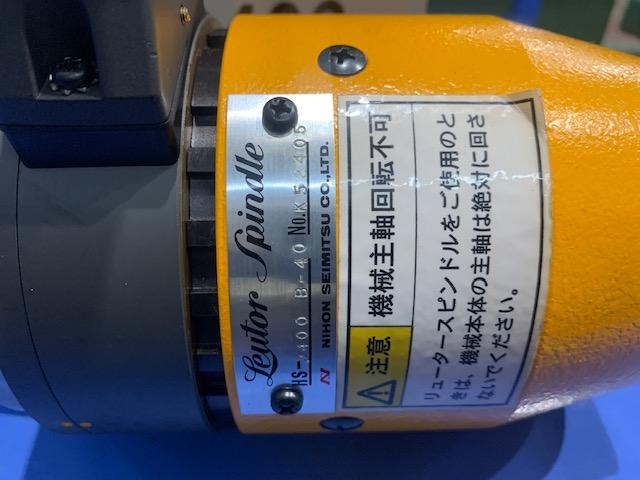 Leutor Spindle
HS-400 B-40 No.K52405
NIHON SEIMITSU CO.,LTD.
注意 機械主軸回転不可
リュータースピンドルをご使用のと
きは、機械本体の主軸は絶対に回さ
ないでください。